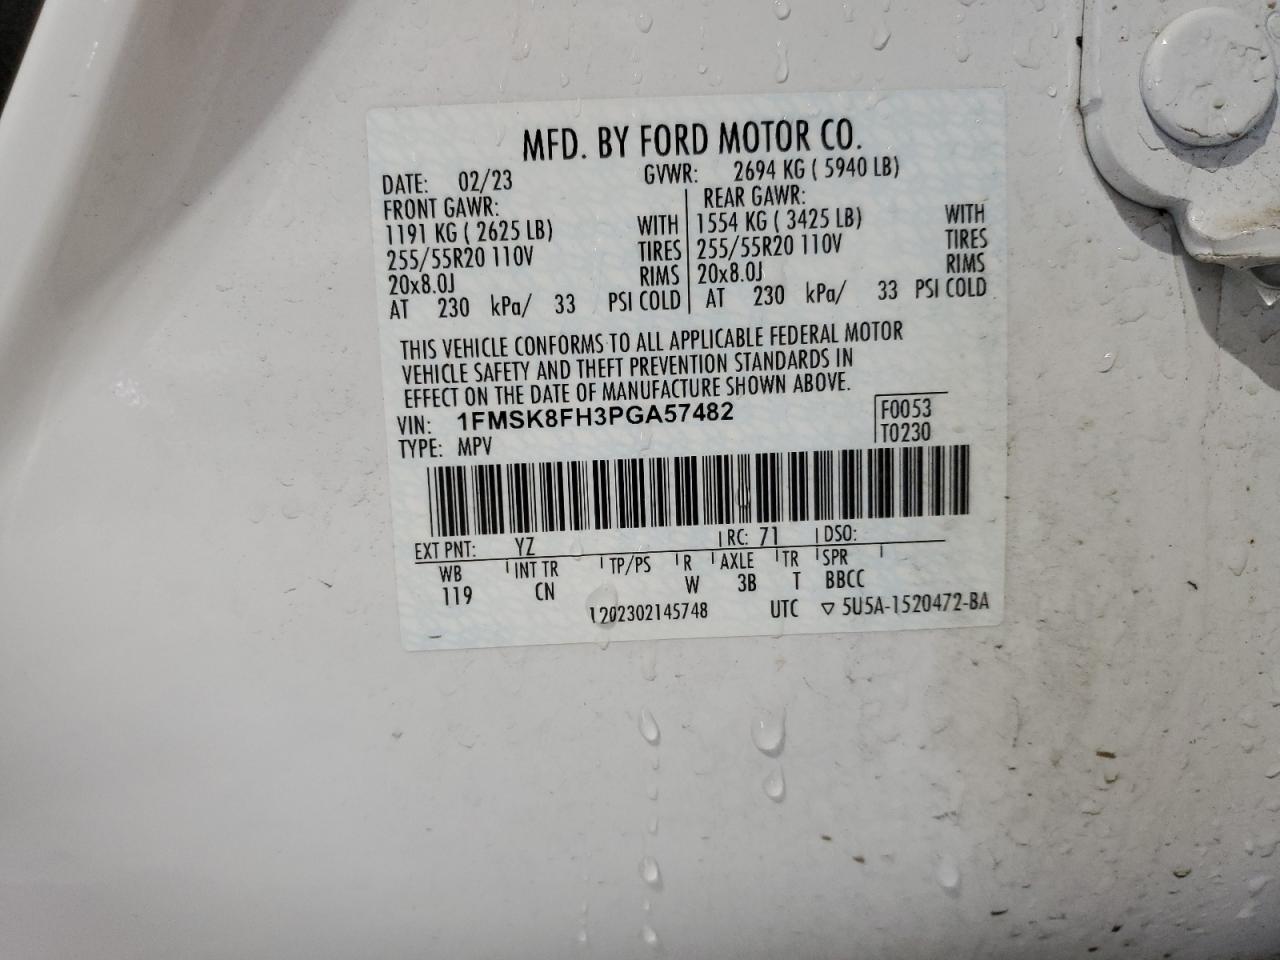 MFD. BY FORD MOTOR CO.
DATE: 02/23 GVWR: 2694 KG ( 5940 LB)
FRONT GAWR: REAR GAWR:
1191 KG ( 2625 LB) WITH 1554 KG ( 3425 LB) WITH
255/55R20 110V TIRES 255/55R20 110V TIRES
20x8.0J RIMS 20x8.0J RIMS
AT 230 kPa/ 33 PSI COLD AT 230 kPa/ 33 PSI COLD
THIS VEHICLE CONFORMS TO ALL APPLICABLE FEDERAL MOTOR
VEHICLE SAFETY AND THEFT PREVENTION STANDARDS IN
EFFECT ON THE DATE OF MANUFACTURE SHOWN ABOVE.
VIN: 1FMSK8FH3PGA57482 F0053
TYPE: MPV T0230
EXT PNT: YZ RC: 71 DSO:
WB INT TR TP/PS R AXLE TR SPR
119 CN W 3B T BBCC
1202302145748 UTC ▽ 5U5A-1520472-BA